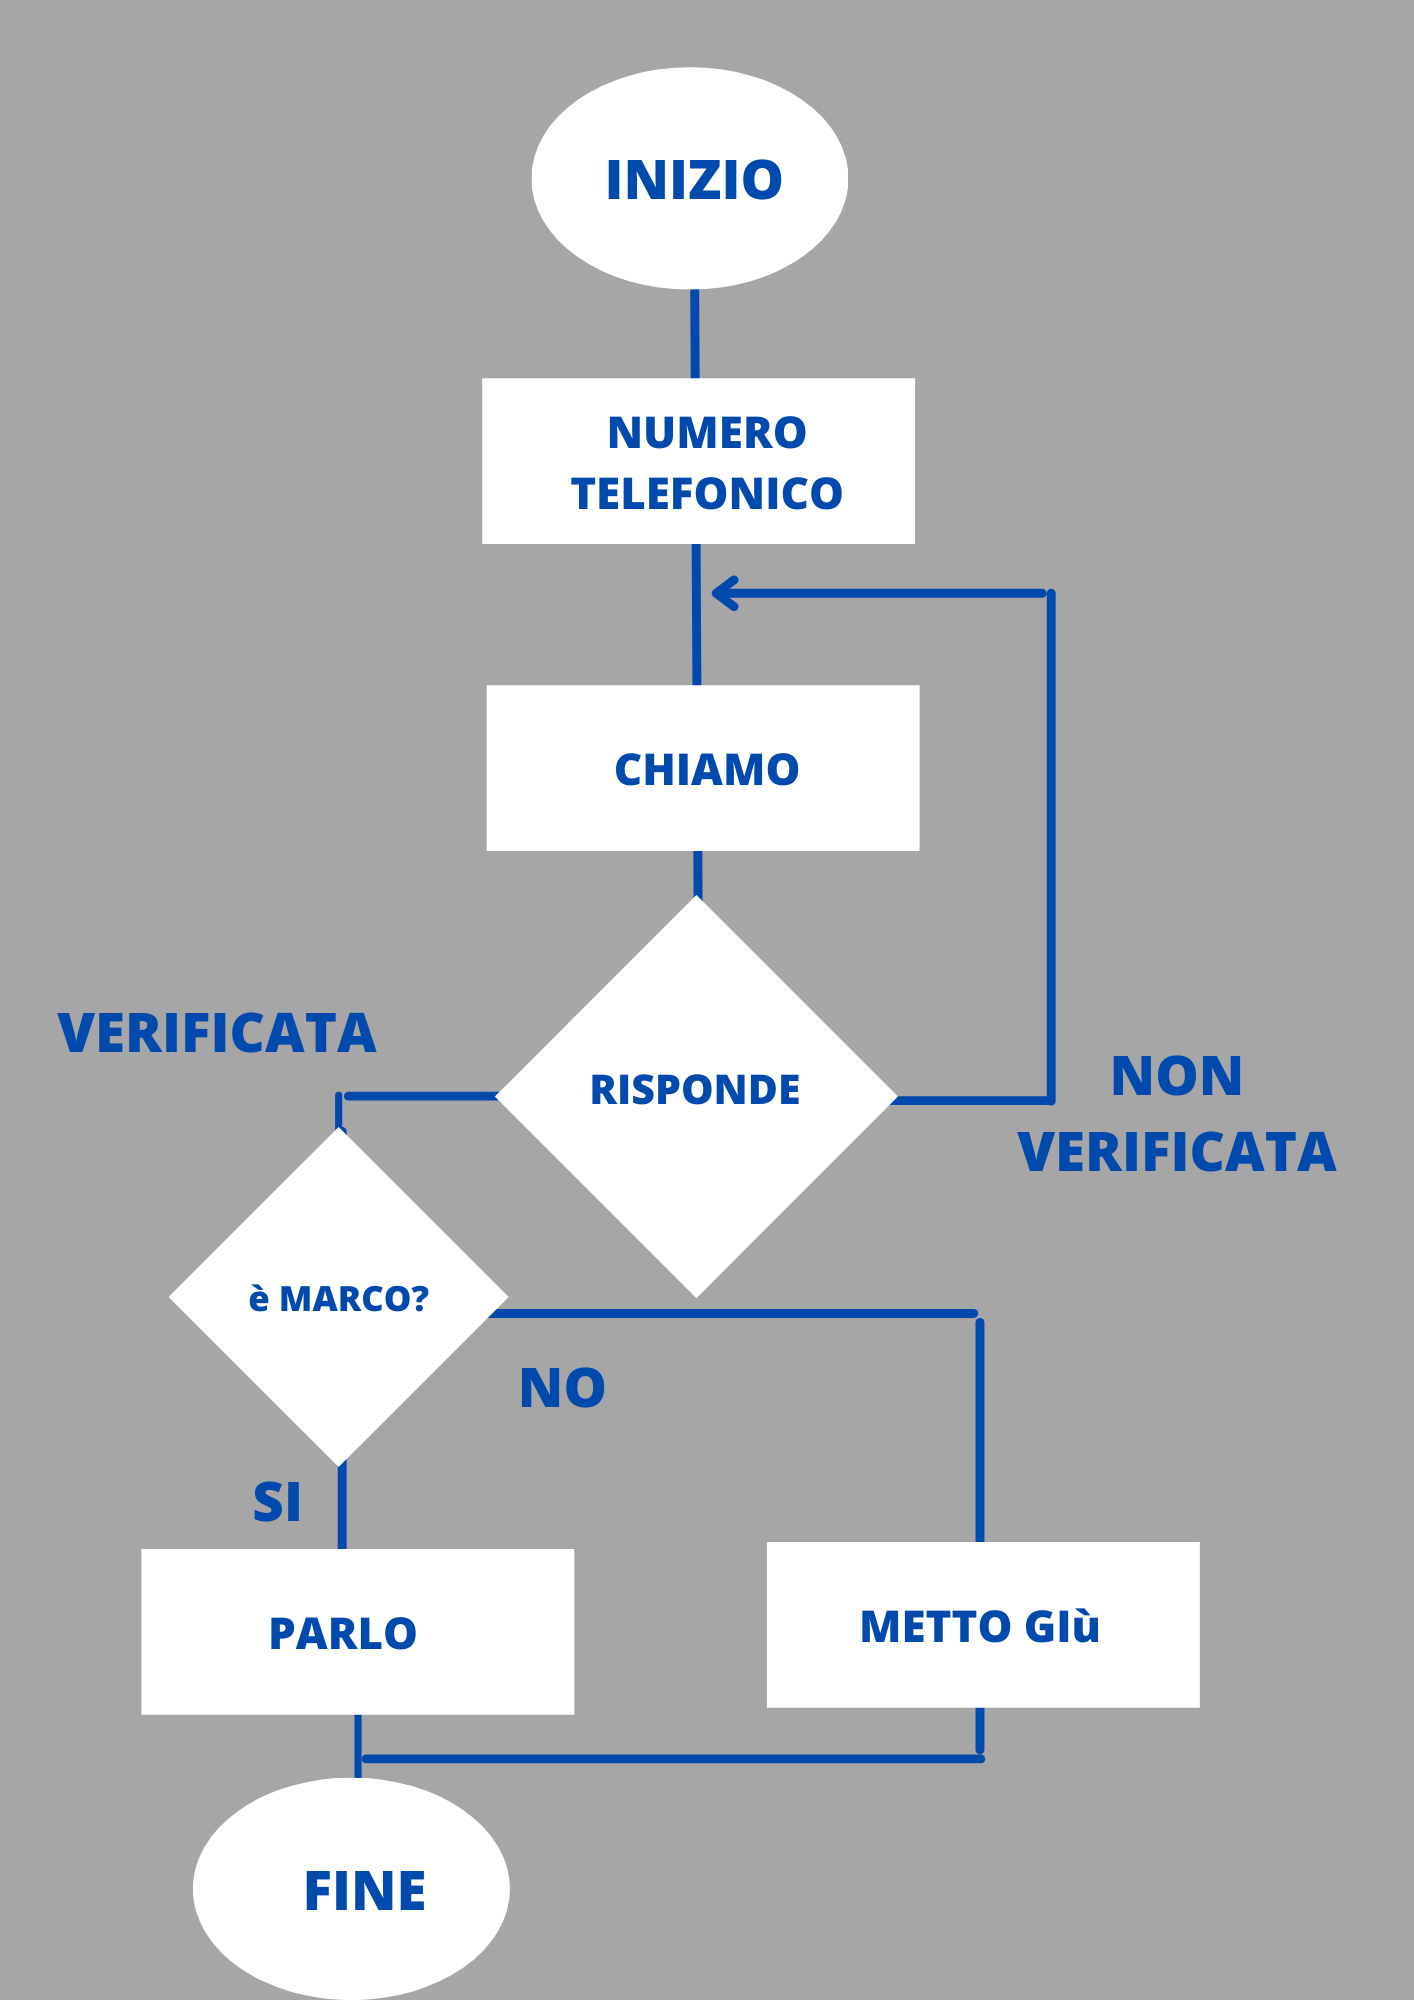 INIZIO
NUMERO
TELEFONICO
CHIAMO
RISPONDE
VERIFICATA
NON
VERIFICATA
è MARCO?
NO
SI
PARLO
METTO GIù
FINE